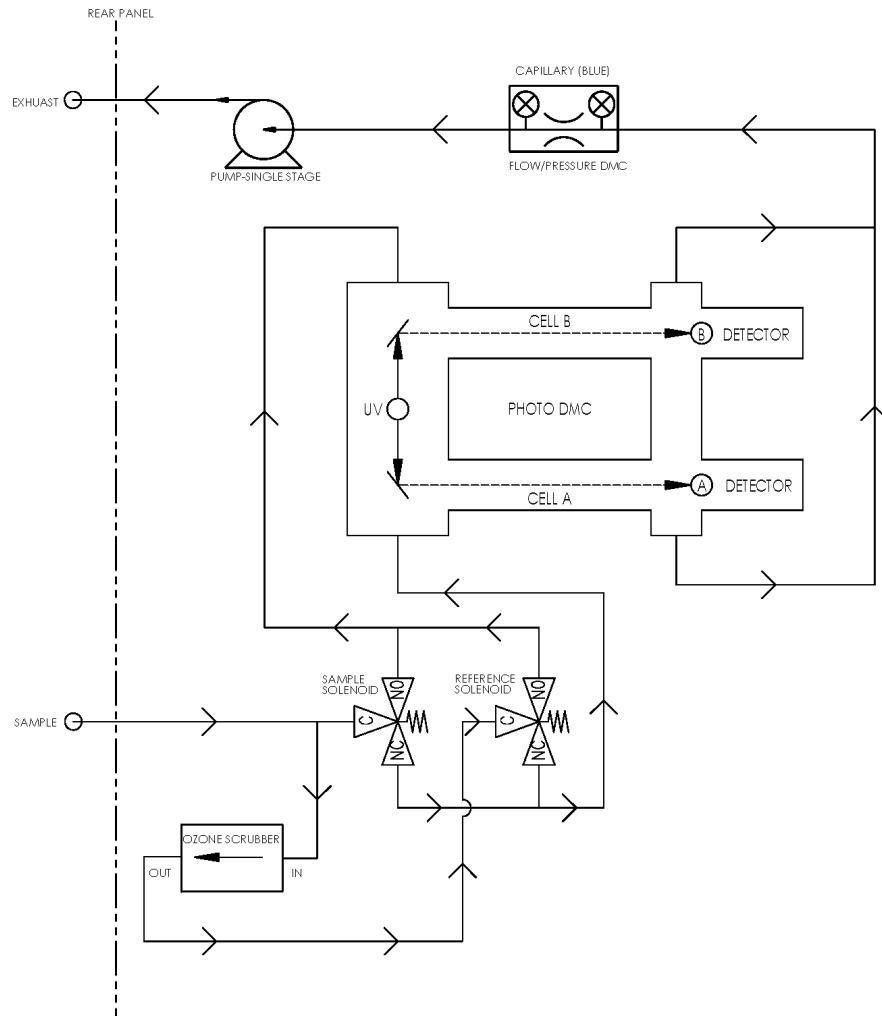 REAR PANEL
CAPILLARY (BLUE)
EXHUAST
FLOW/PRESSURE DMC
PUMP-SINGLE STAGE
CELL B
B
DETECTOR
UV
PHOTO DMC
A
DETECTOR
CELL A
SAMPLE
SOLENOID
NO
C
NC
REFERENCE
SOLENOID
NO
C
NC
SAMPLE
OZONE SCRUBBER
OUT
IN